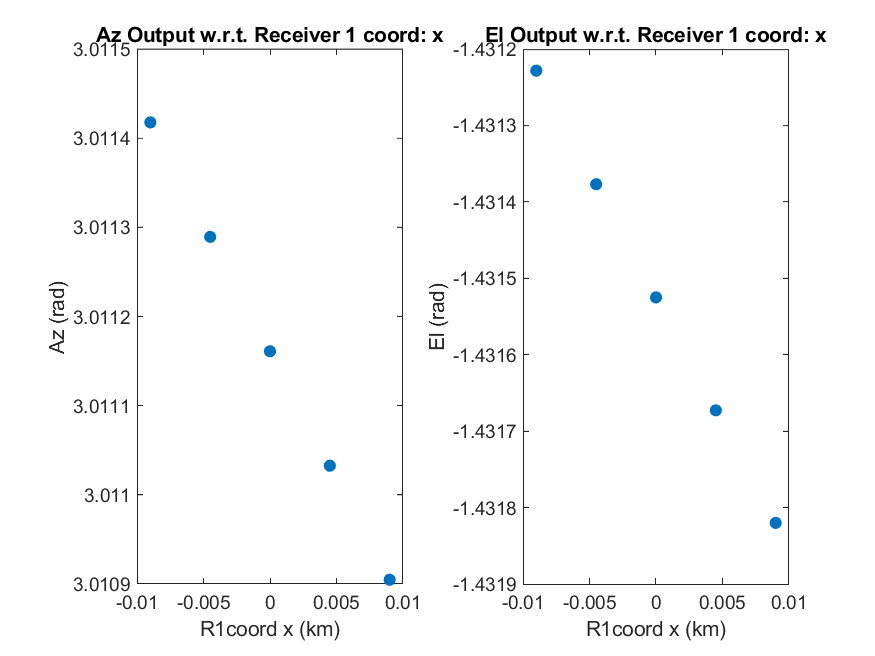 Az Output w.r.t. Receiver 1 coord: x
3.0115
3.0114
3.0113
3.0112
3.0111
3.011
3.0109
Az (rad)
-0.01 -0.005 0 0.005 0.01
R1coord x (km)
El Output w.r.t. Receiver 1 coord: x
-1.4312
-1.4313
-1.4314
-1.4315
-1.4316
-1.4317
-1.4318
-1.4319
El (rad)
-0.01 -0.005 0 0.005 0.01
R1coord x (km)